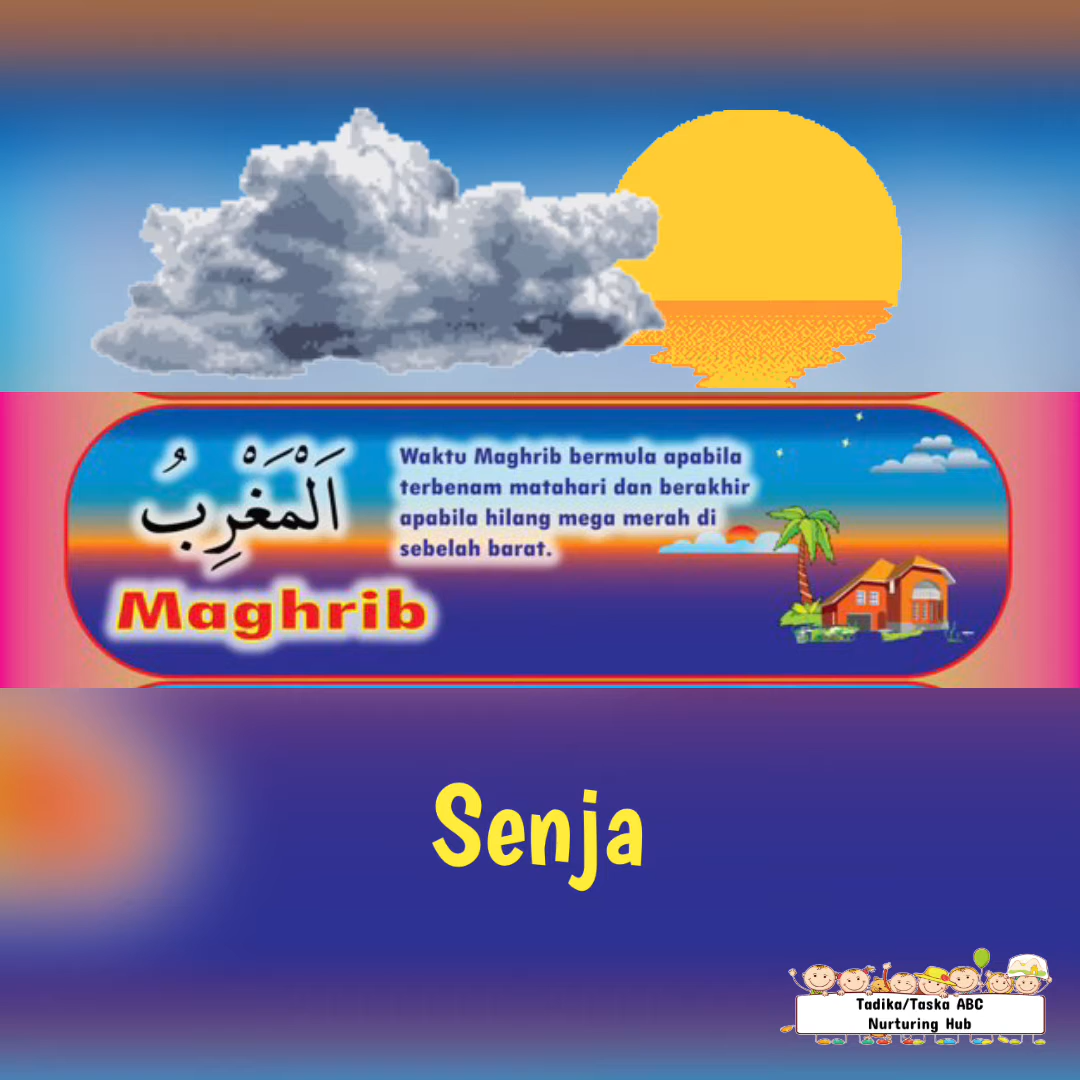 اَلْمَغْرِبُ
Maghrib
Waktu Maghrib bermula apabila
terbenam matahari dan berakhir
apabila hilang mega merah di
sebelah barat.
Senja
Tadika/Taska ABC
Nurturing Hub